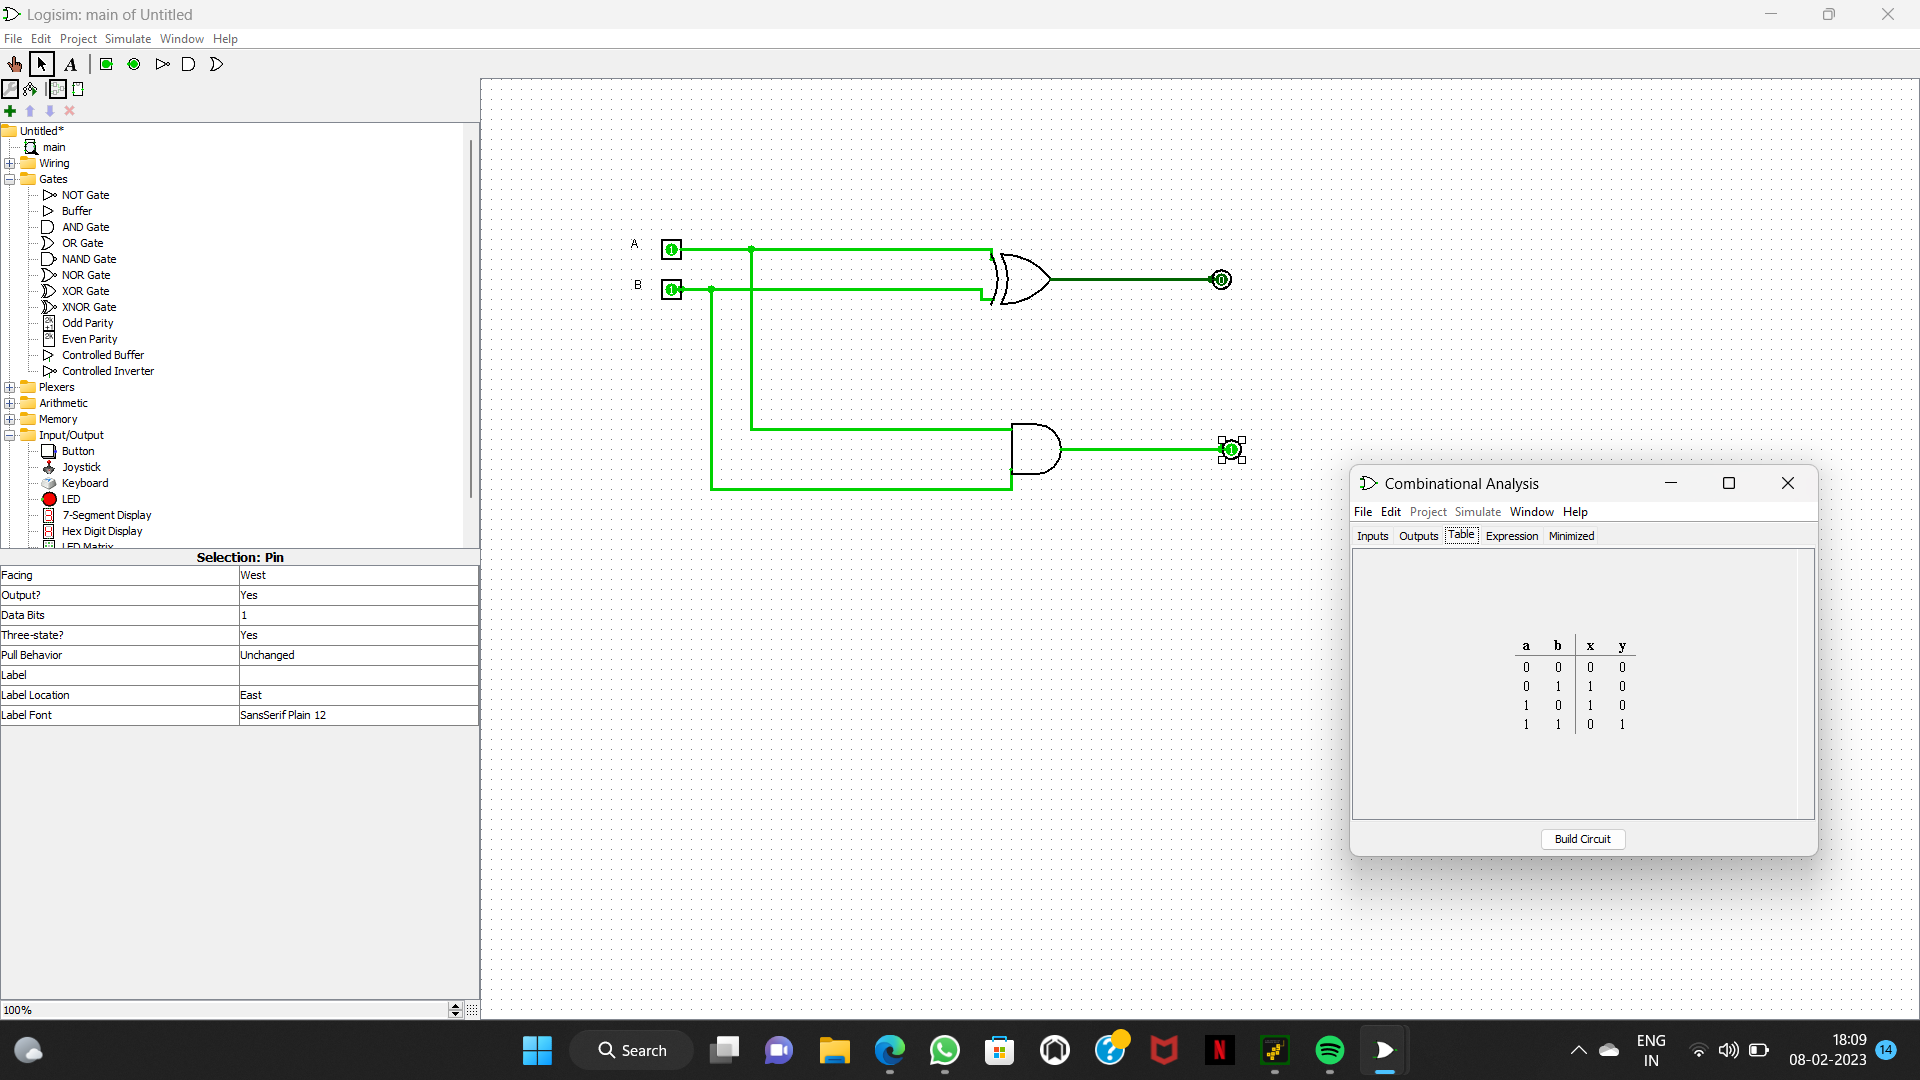 Logisim: main of Untitled
File Edit Project Simulate Window Help
A
Untitled*
main
Wiring
Gates
NOT Gate
Buffer
AND Gate
OR Gate
NAND Gate
NOR Gate
XOR Gate
XNOR Gate
Odd Parity
Even Parity
Controlled Buffer
Controlled Inverter
Plexers
Arithmetic
Memory
Input/Output
Button
Joystick
Keyboard
LED
7-Segment Display
Hex Digit Display
LED Matrix
Selection: Pin
Facing West
Output? Yes
Data Bits 1
Three-state? Yes
Pull Behavior Unchanged
Label
Label Location East
Label Font SansSerif Plain 12
100%
A
B
Combinational Analysis
File Edit Project Simulate Window Help
Inputs Outputs Table Expression Minimized
a b x y
0 0 0 0
0 1 1 0
1 0 1 0
1 1 0 1
Build Circuit
Search
N
ENG
IN
18:09
08-02-2023
14